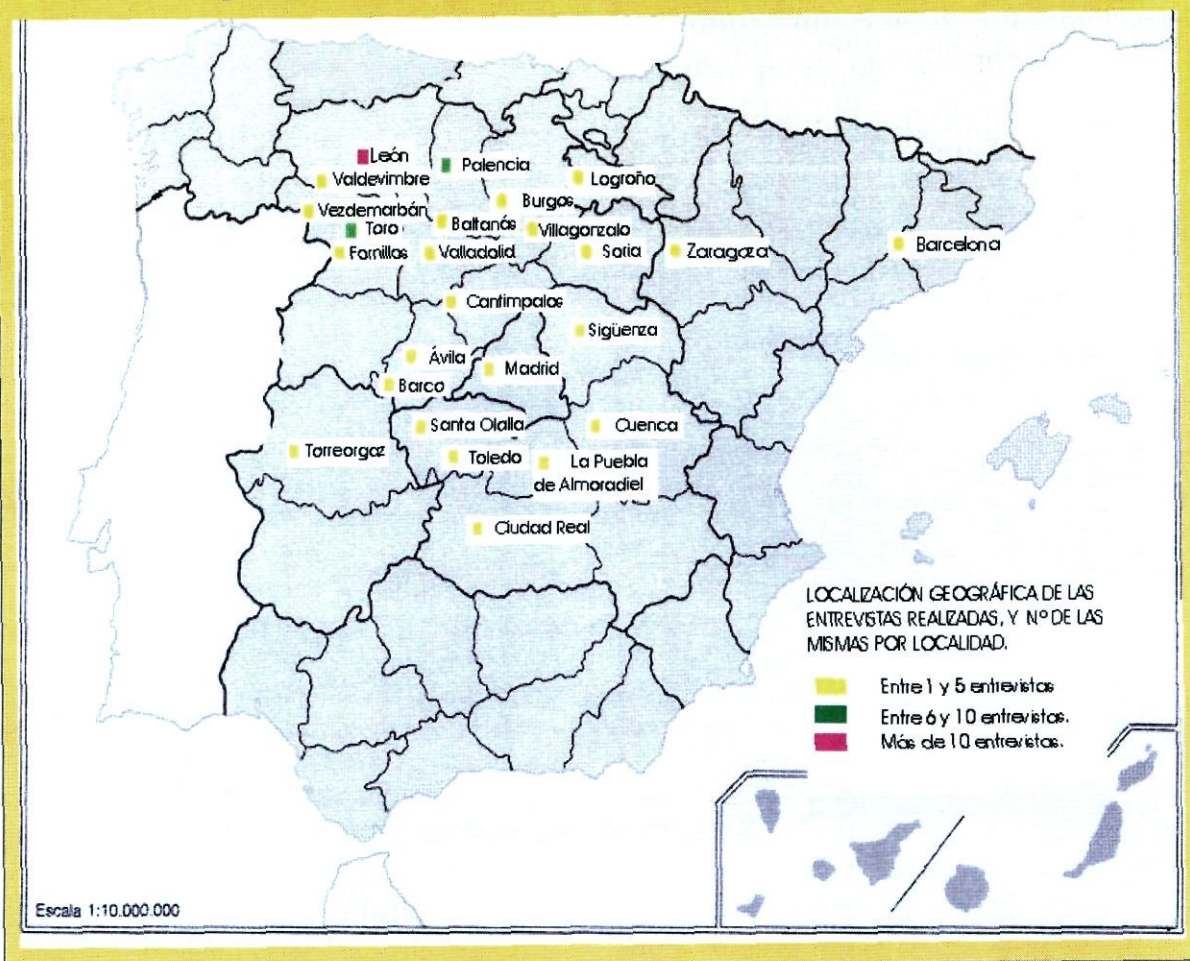 León
Palencia
Valdevimbre
Logroño
Burgos
Vezdemarbán
Toro
Baltanás
Villagonzalo
Fornillos
Valladolid
Soria
Zaragoza
Barcelona
Cantimpalos
Sigüenza
Ávila
Madrid
Barco
Santa Olalla
Cuenca
Torreorgaz
Toledo
La Puebla
de Almoradiel
Ciudad Real
LOCALIZACIÓN GEOGRÁFICA DE LAS
ENTREVISTAS REALIZADAS, Y Nº DE LAS
MISMAS POR LOCALIDAD.
Entre 1 y 5 entrevistas
Entre 6 y 10 entrevistas.
Más de 10 entrevistas.
Escala 1:10.000.000